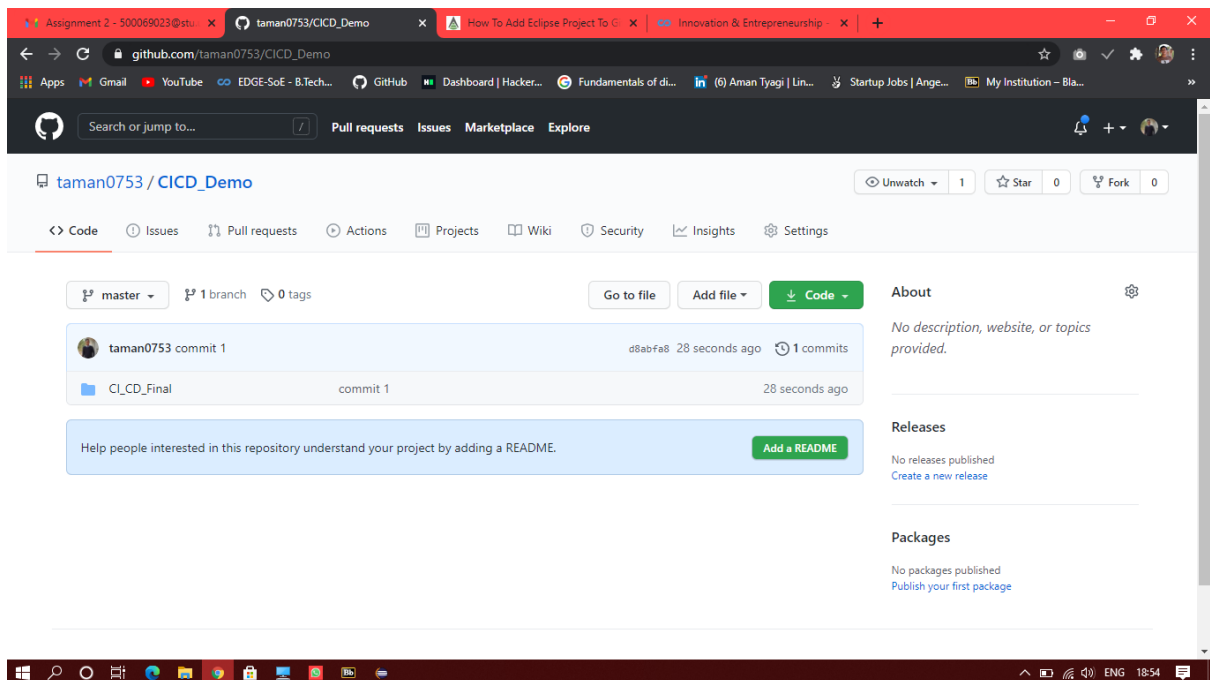 Assignment 2 - 500069023@stu
taman0753/CICD_Demo
How To Add Eclipse Project To Gi
Innovation & Entrepreneurship -
github.com/taman0753/CICD_Demo
Apps Gmail YouTube EDGE-SoE - B.Tech... GitHub Dashboard | Hacker... Fundamentals of di... (6) Aman Tyagi | Lin... Startup Jobs | Ange... My Institution – Bla... »
Search or jump to... / Pull requests Issues Marketplace Explore
taman0753 / CICD_Demo
Unwatch 1 Star 0 Fork 0
<> Code Issues Pull requests Actions Projects Wiki Security Insights Settings
master 1 branch 0 tags
Go to file Add file Code
taman0753 commit 1 d8abfa8 28 seconds ago 1 commits
CI_CD_Final commit 1 28 seconds ago
Help people interested in this repository understand your project by adding a README. Add a README
About
No description, website, or topics
provided.
Releases
No releases published
Create a new release
Packages
No packages published
Publish your first package
ENG 18:54